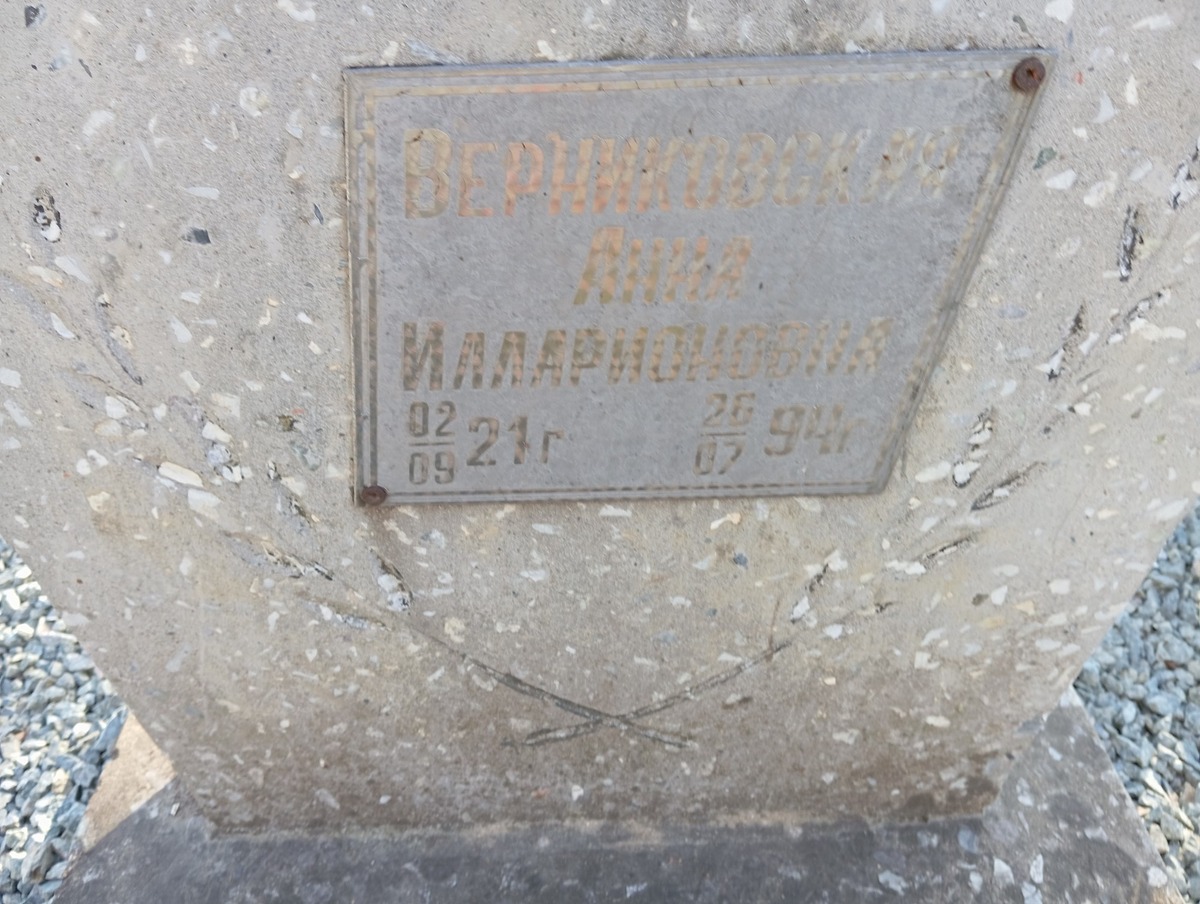 Верниковская
Анна
Илларионовна
02/09 21г 26/07 94г